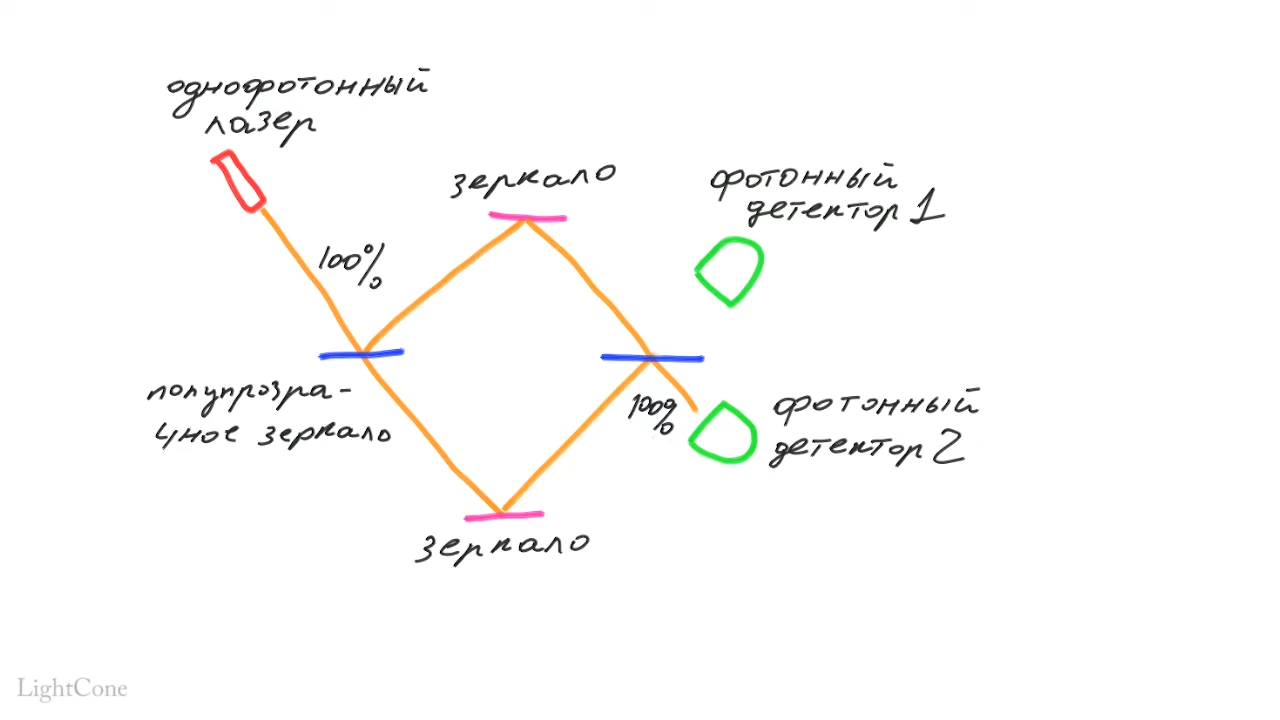 однофотонный
лазер
100%
зеркало
фотонный
детектор 1
полупрозра-
чное зеркало
100%
фотонный
детектор 2
зеркало
LightCone